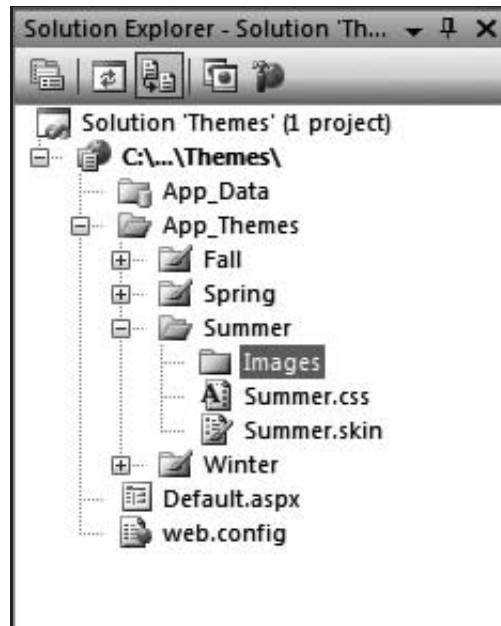 Solution Explorer - Solution 'Th...
Solution 'Themes' (1 project)
C:\...\Themes\
App_Data
App_Themes
Fall
Spring
Summer
Images
Summer.css
Summer.skin
Winter
Default.aspx
web.config